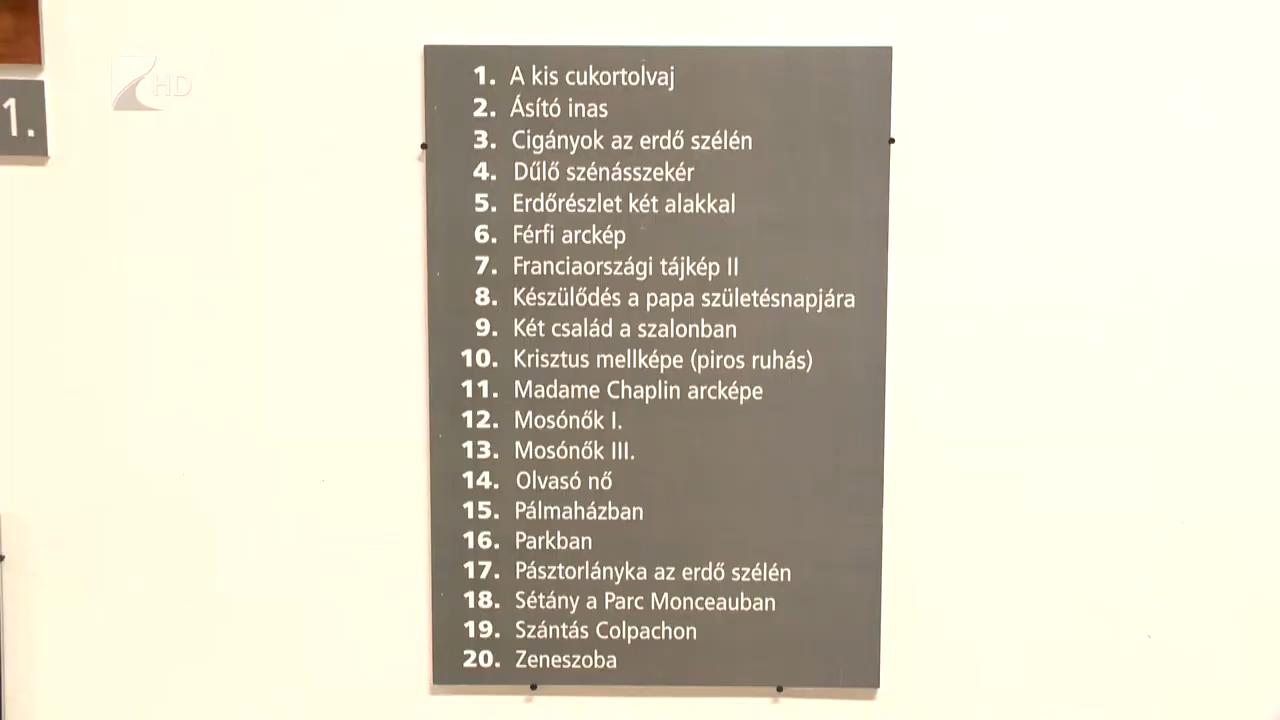 HD
1.
1. A kis cukortolvaj
2. Ásító inas
3. Cigányok az erdő szélén
4. Dűlő szénásszekér
5. Erdőrészlet két alakkal
6. Férfi arckép
7. Franciaországi tájkép II
8. Készülődés a papa születésnapjára
9. Két család a szalonban
10. Krisztus mellképe (piros ruhás)
11. Madame Chaplin arcképe
12. Mosónők I.
13. Mosónők III.
14. Olvasó nő
15. Pálmaházban
16. Parkban
17. Pásztorlányka az erdő szélén
18. Sétány a Parc Monceauban
19. Szántás Colpachon
20. Zeneszoba